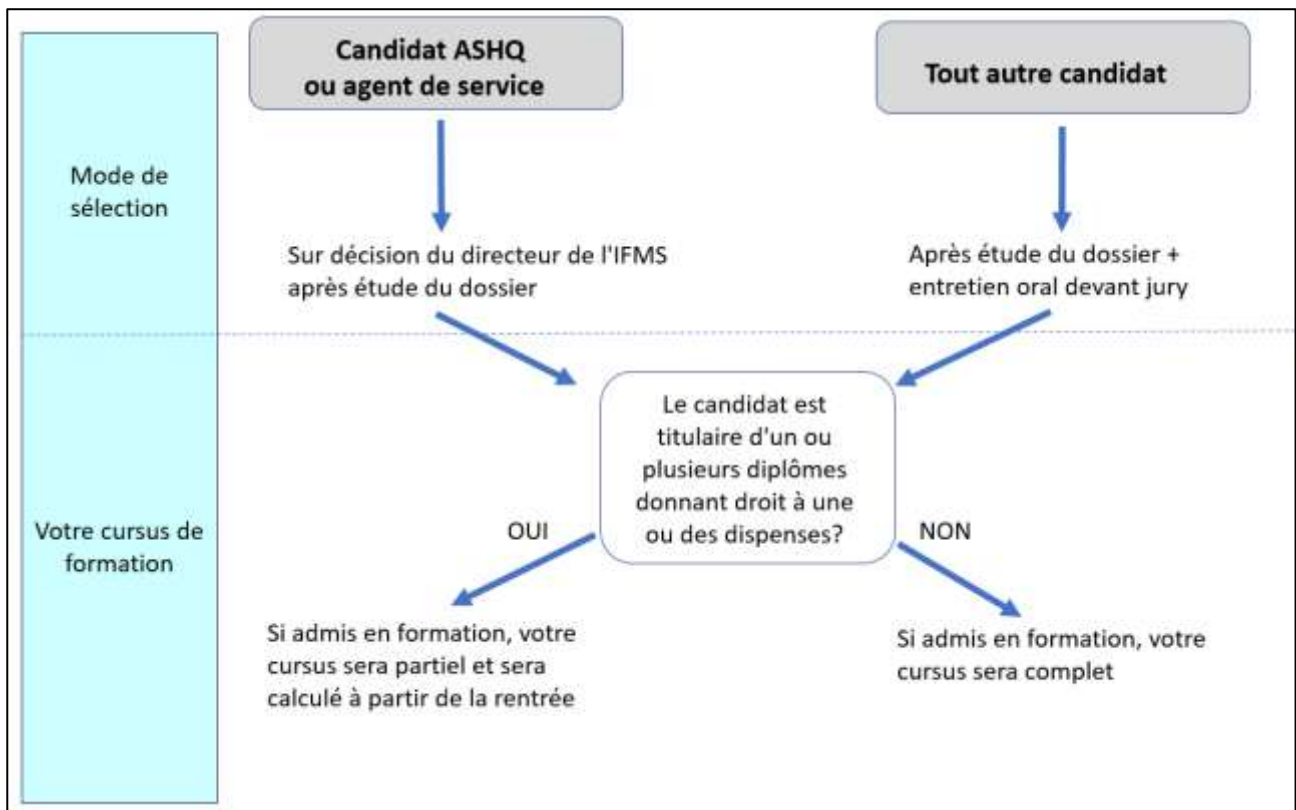 Candidat ASHQ
ou agent de service
Tout autre candidat
Mode de
sélection
Sur décision du directeur de l'IFMS
après étude du dossier
Après étude du dossier +
entretien oral devant jury
Le candidat est
titulaire d'un ou
plusieurs diplômes
donnant droit à une
ou des dispenses?
Votre cursus de
formation
OUI
NON
Si admis en formation, votre
cursus sera partiel et sera
calculé à partir de la rentrée
Si admis en formation, votre
cursus sera complet